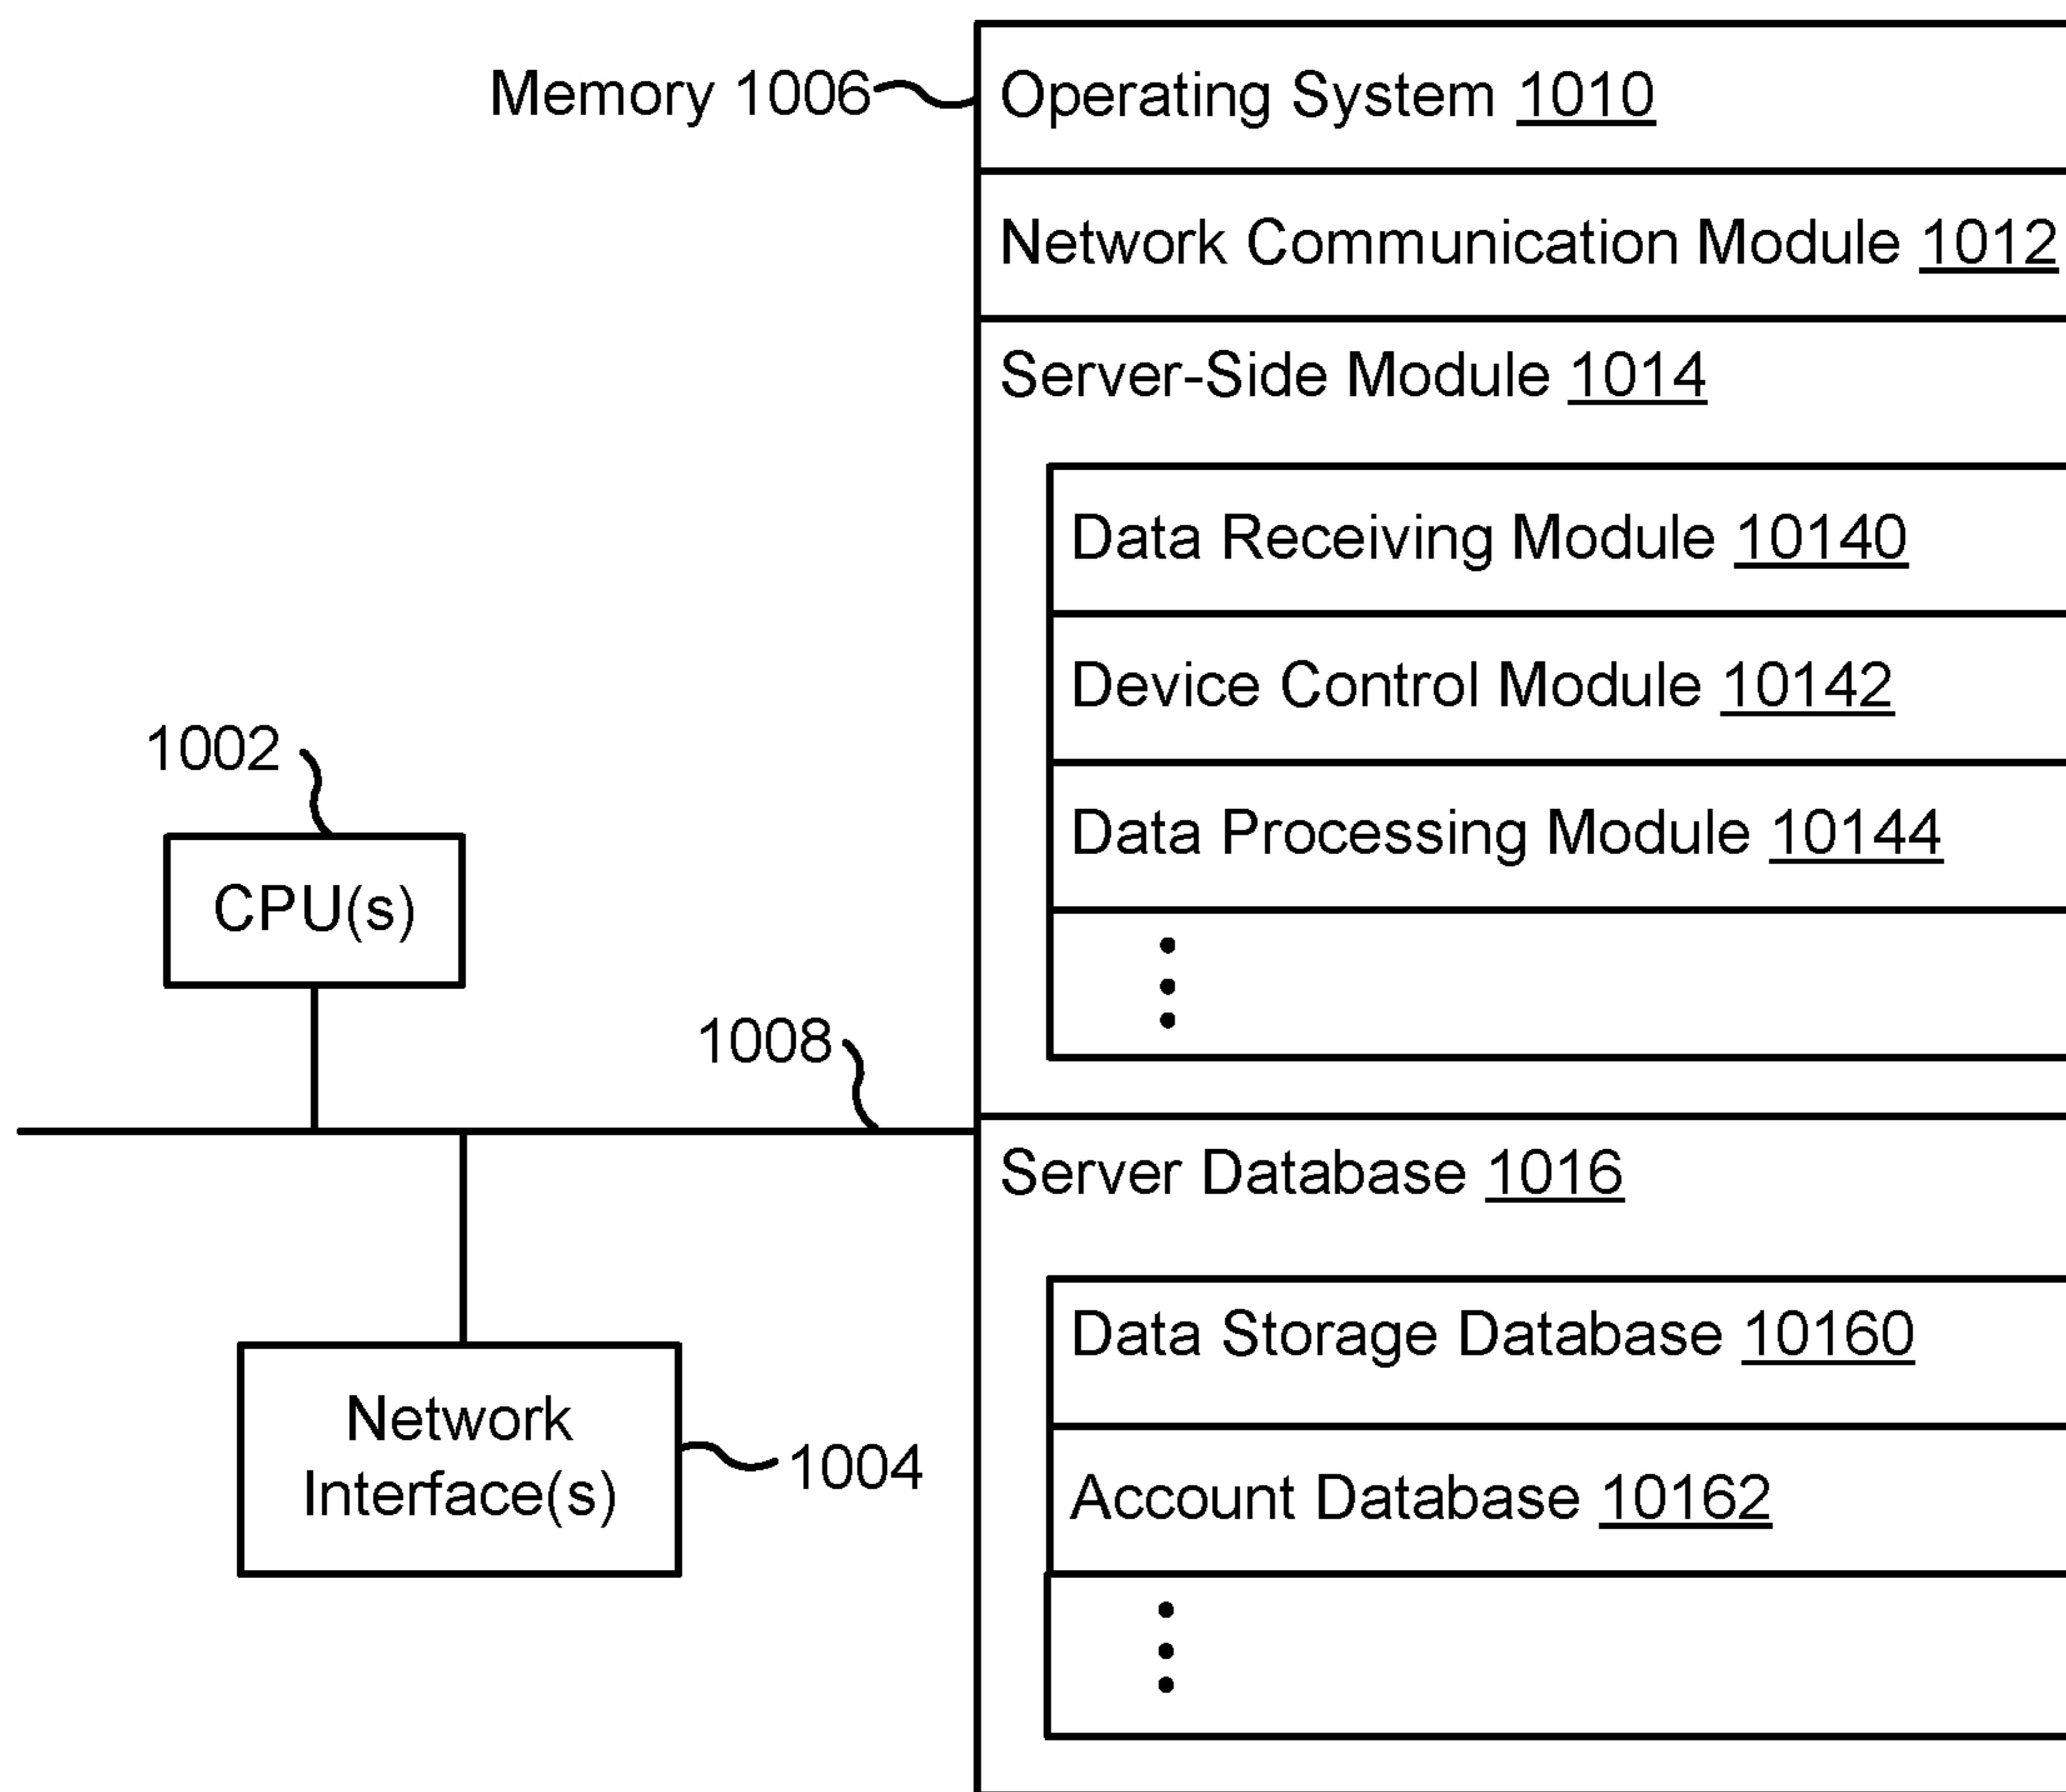 Memory 1006
Operating System 1010
Network Communication Module 1012
Server-Side Module 1014
Data Receiving Module 10140
Device Control Module 10142
Data Processing Module 10144
1002
CPU(s)
1008
Server Database 1016
Data Storage Database 10160
Account Database 10162
Network
Interface(s)
1004